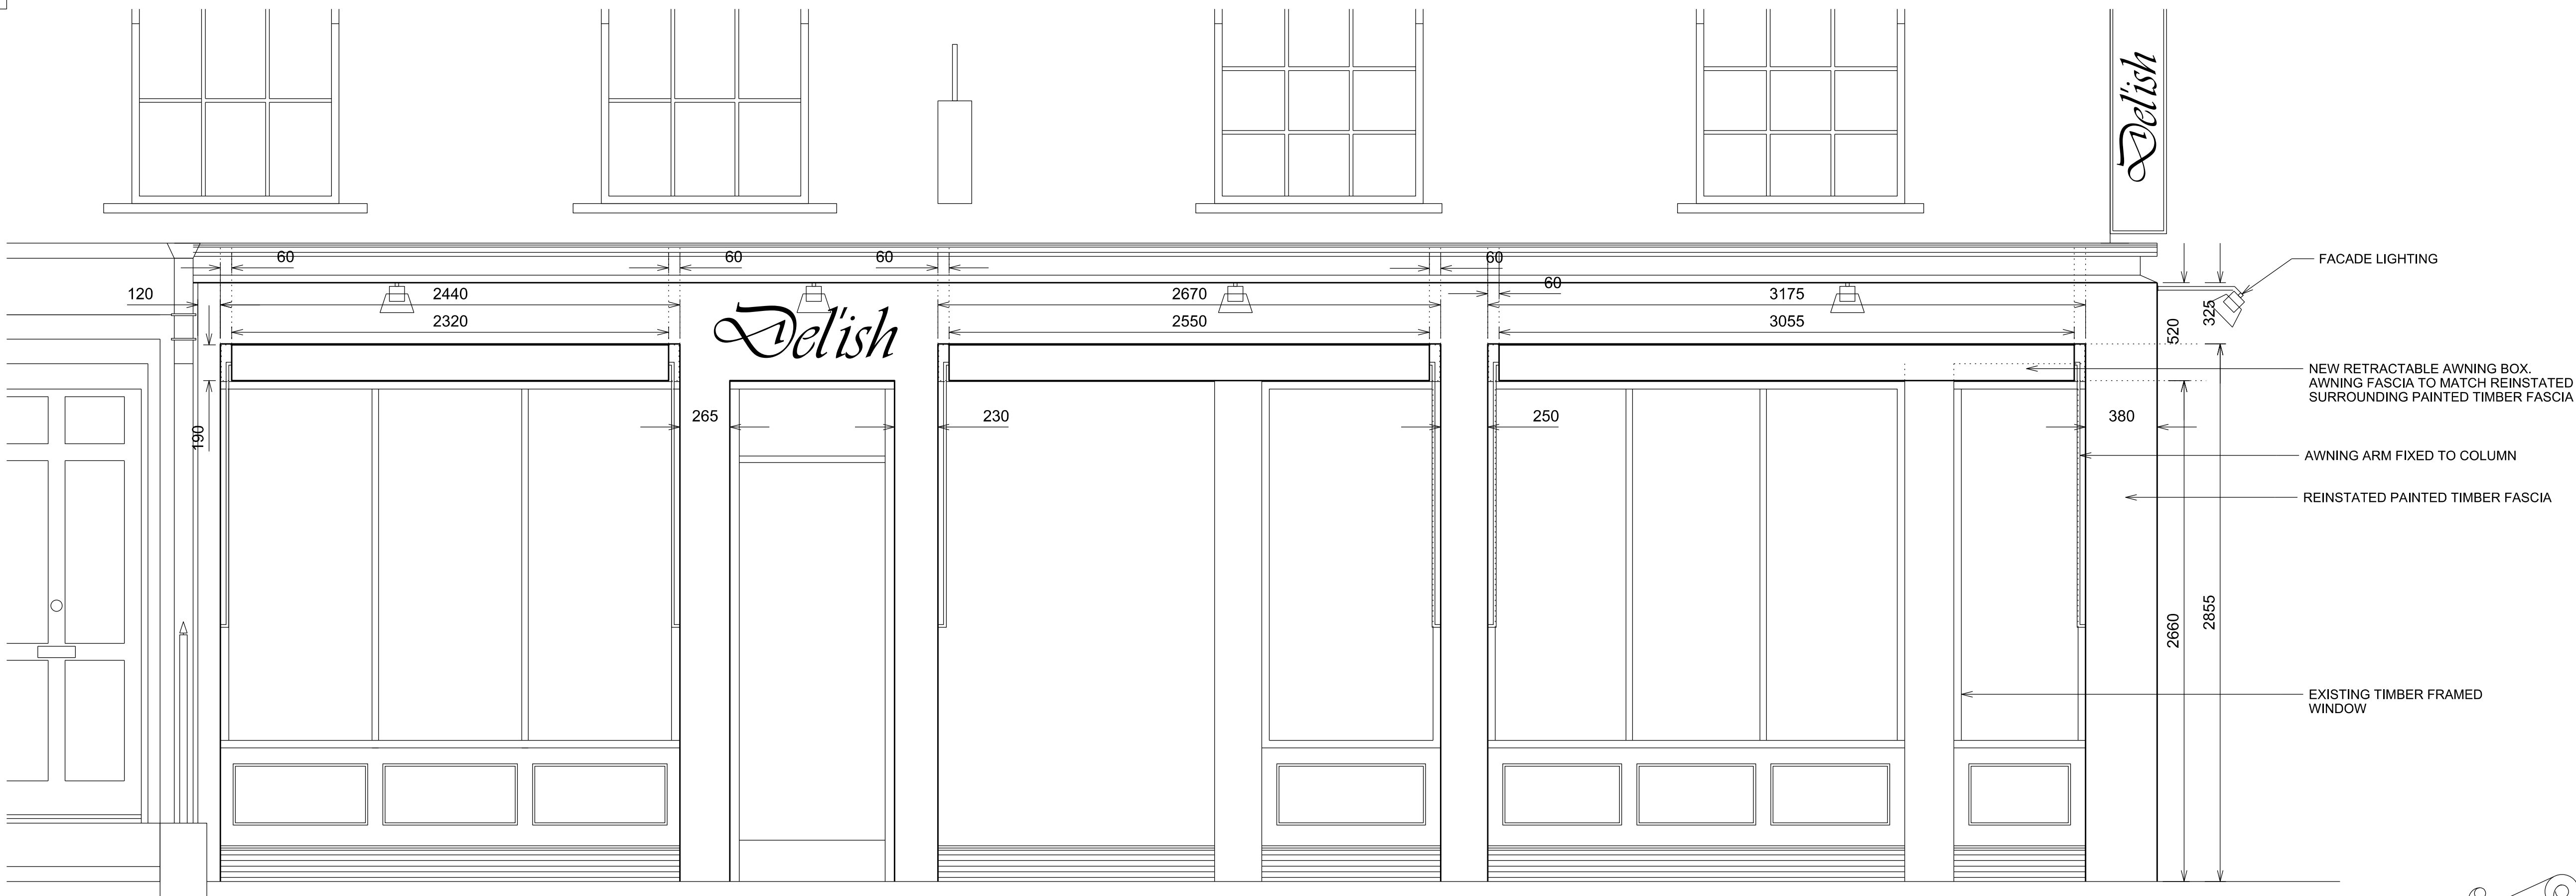 Del'ish
60
60
60
60
FACADE LIGHTING
120
2440
2670
60
3175
325
2320
Del'ish
2550
3055
520
NEW RETRACTABLE AWNING BOX.
AWNING FASCIA TO MATCH REINSTATED
SURROUNDING PAINTED TIMBER FASCIA
190
265
230
250
380
AWNING ARM FIXED TO COLUMN
REINSTATED PAINTED TIMBER FASCIA
2660
2855
EXISTING TIMBER FRAMED
WINDOW